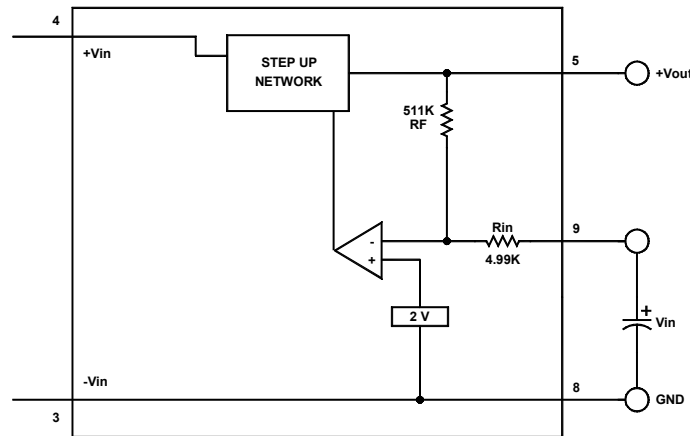 4
+Vin
STEP UP
NETWORK
5
+Vout
511K
RF
Rin
9
4.99K
-
+
2 V
+
Vin
-Vin
8
GND
3